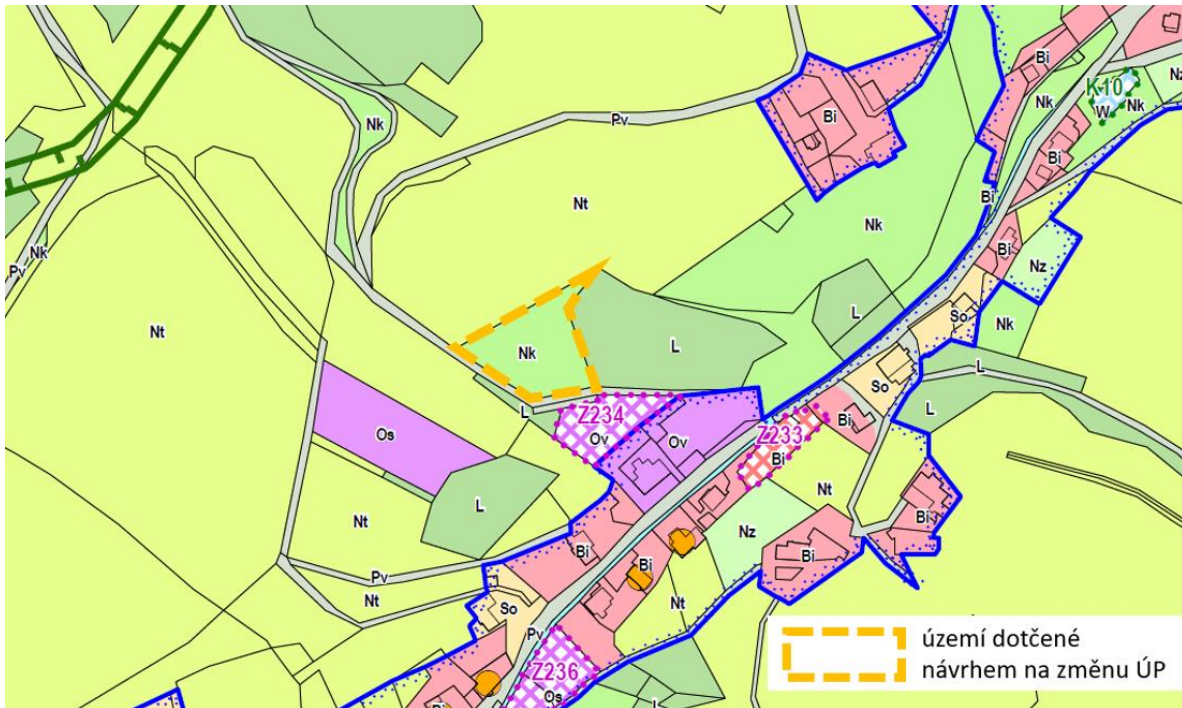 Bi
K10
Nz
Nk
W
Nk
Nk
Pv
Bi
Bi
Bi
Nt
Nk
Bi
Nz
Nk
Pv
So
Nk
Nt
Nk
L
L
So
L
L
Z234
Ov
Ov
Z233
Bi
Bi
L
Os
Nt
L
Nt
Nz
Bi
Bi
Bi
Bi
Pv
Nt
So
Nt
Pv
Z236
Os
Bi
L
území dotčené
návrhem na změnu ÚP